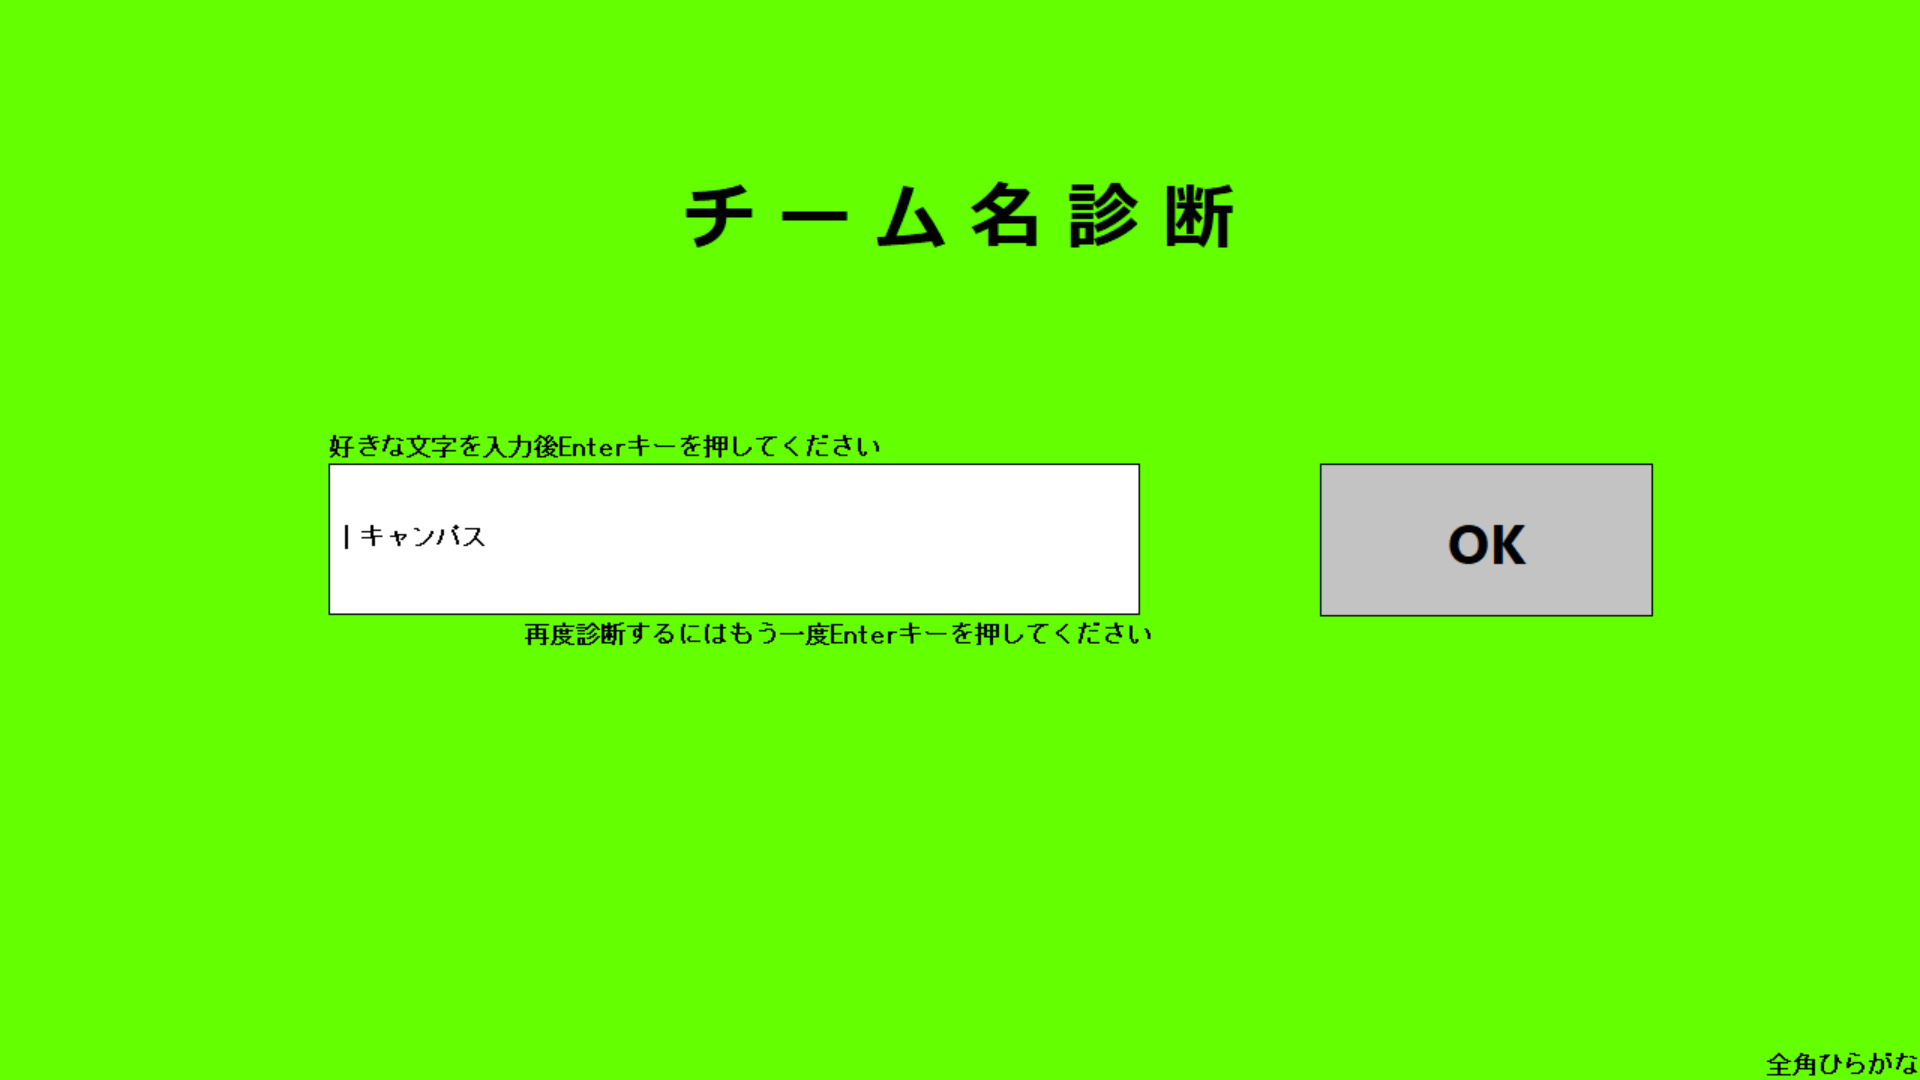 チーム名診断
好きな文字を入力後Enterキーを押してください
|キャンバス
OK
再度診断するにはもう一度Enterキーを押してください
全角ひらがな